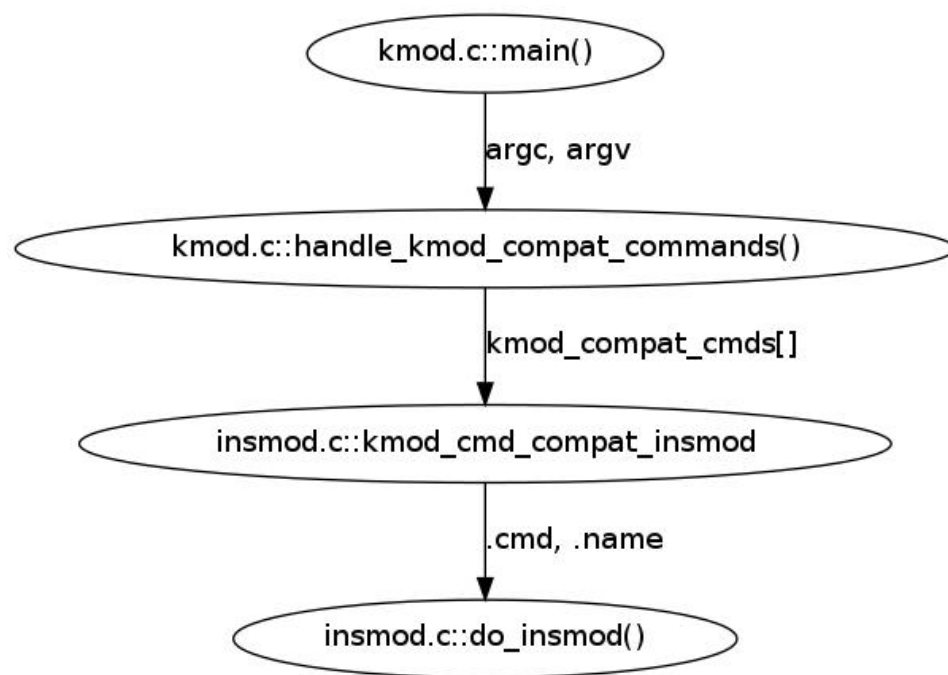 kmod.c::main()
argc, argv
kmod.c::handle_kmod_compat_commands()
kmod_compat_cmds[]
insmod.c::kmod_cmd_compat_insmod
.cmd, .name
insmod.c::do_insmod()